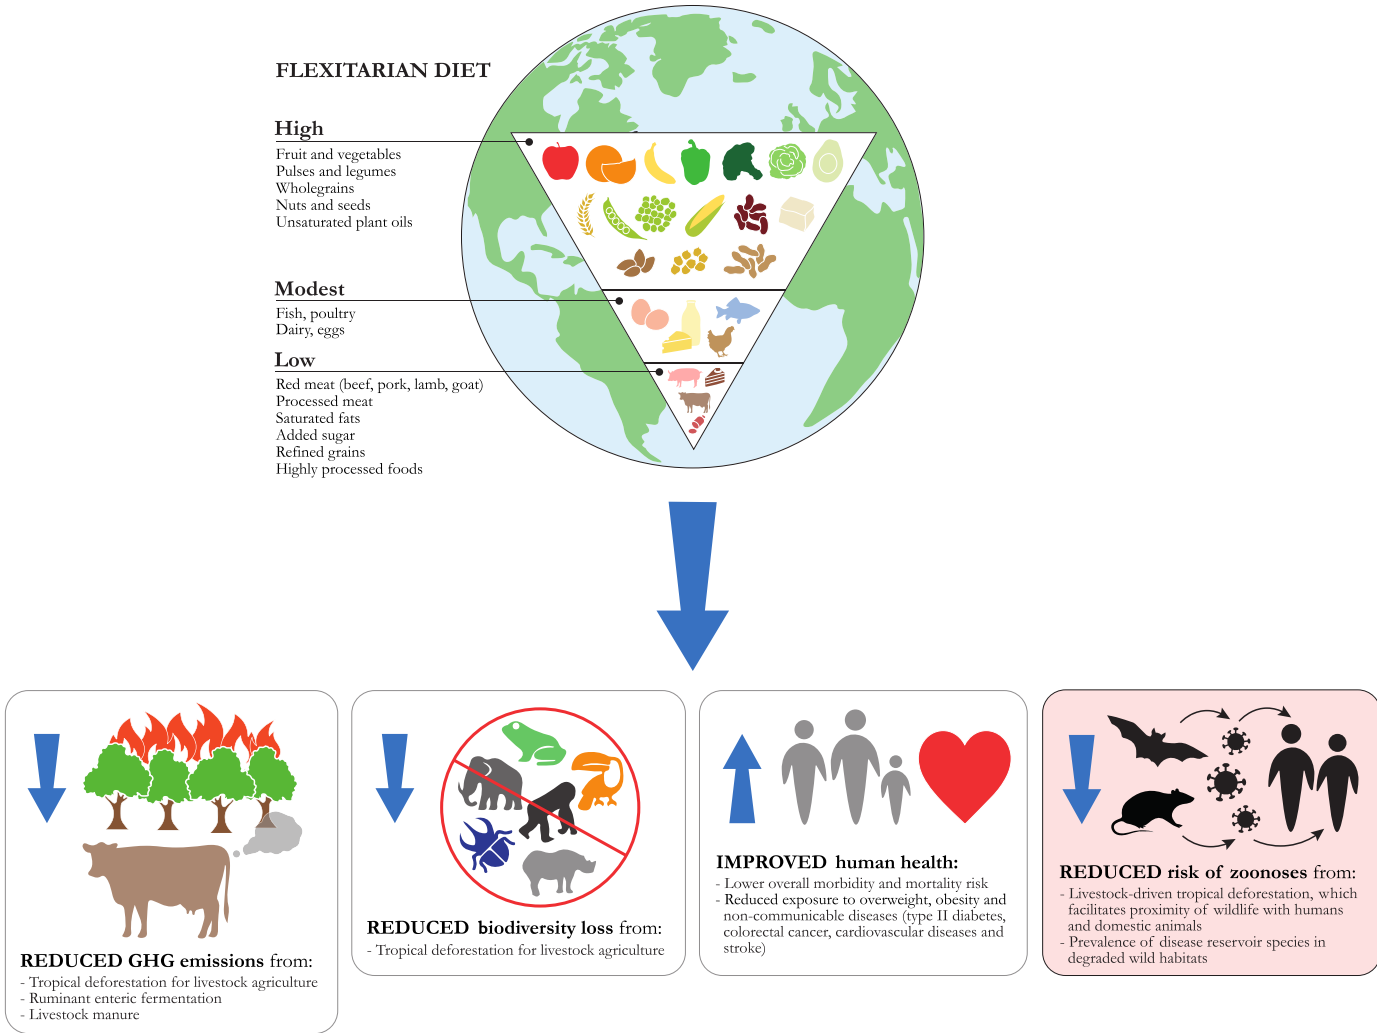 FLEXITARIAN DIET
High
Fruit and vegetables
Pulses and legumes
Wholegrains
Nuts and seeds
Unsaturated plant oils
Modest
Fish, poultry
Dairy, eggs
Low
Red meat (beef, pork, lamb, goat)
Processed meat
Saturated fats
Added sugar
Refined grains
Highly processed foods
REDUCED GHG emissions from:
- Tropical deforestation for livestock agriculture
- Ruminant enteric fermentation
- Livestock manure
REDUCED biodiversity loss from:
- Tropical deforestation for livestock agriculture
IMPROVED human health:
- Lower overall morbidity and mortality risk
- Reduced exposure to overweight, obesity and
non-communicable diseases (type II diabetes,
colorectal cancer, cardiovascular diseases and
stroke)
REDUCED risk of zoonoses from:
- Livestock-driven tropical deforestation, which
facilitates proximity of wildlife with humans
and domestic animals
- Prevalence of disease reservoir species in
degraded wild habitats